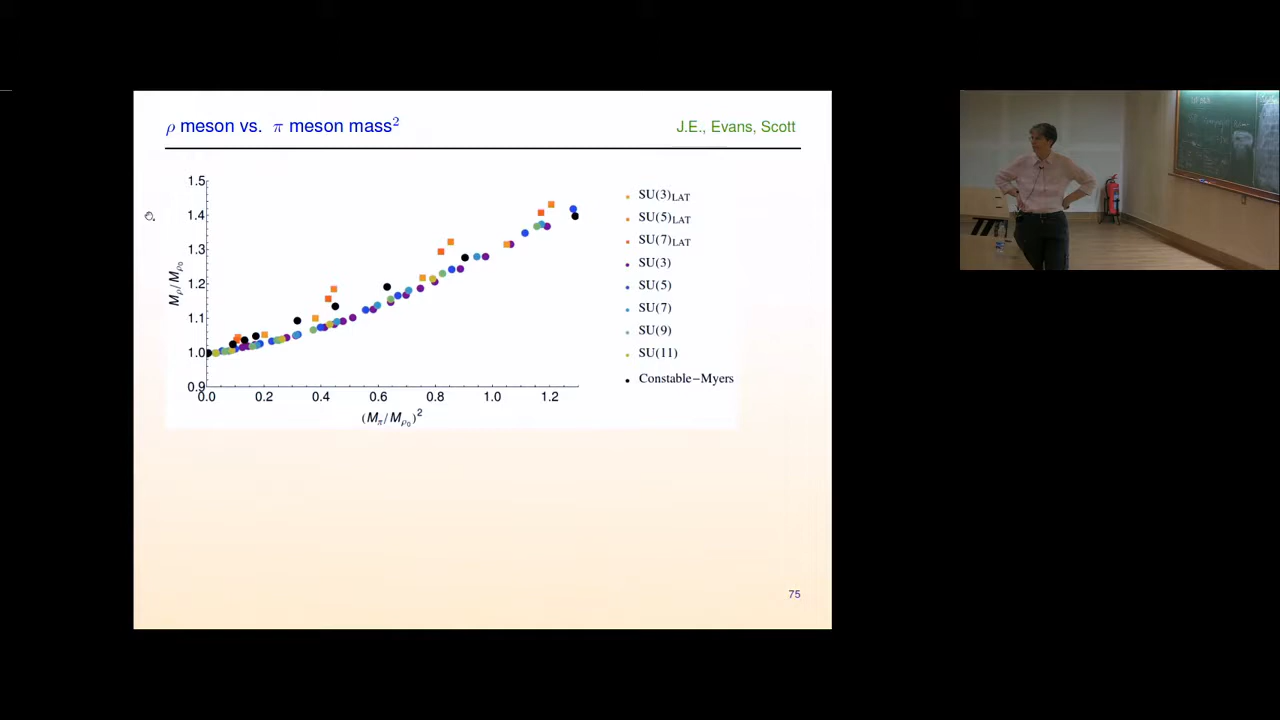 ρ meson vs. π meson mass²
J.E., Evans, Scott
1.5
1.4
1.3
1.2
1.1
1.0
0.9
M_ρ/M_ρ₀
0.0 0.2 0.4 0.6 0.8 1.0 1.2
(M_π/M_ρ₀)²
SU(3)LAT
SU(5)LAT
SU(7)LAT
SU(3)
SU(5)
SU(7)
SU(9)
SU(11)
Constable−Myers
75